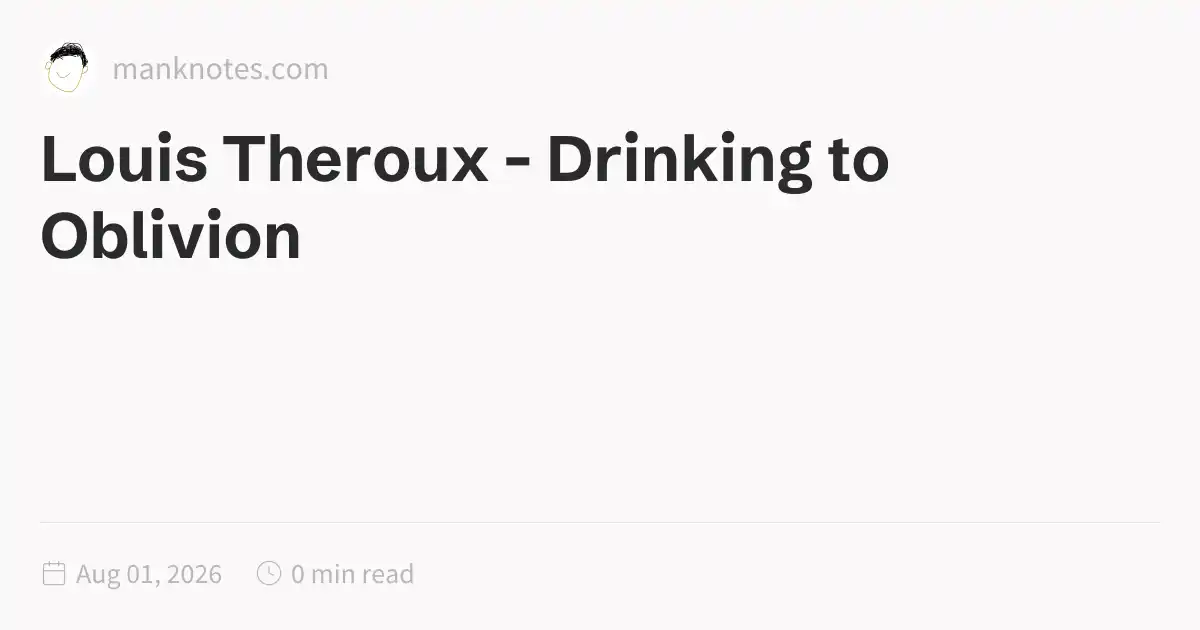 manknotes.com
Louis Theroux - Drinking to
Oblivion
Aug 01, 2026
0 min read